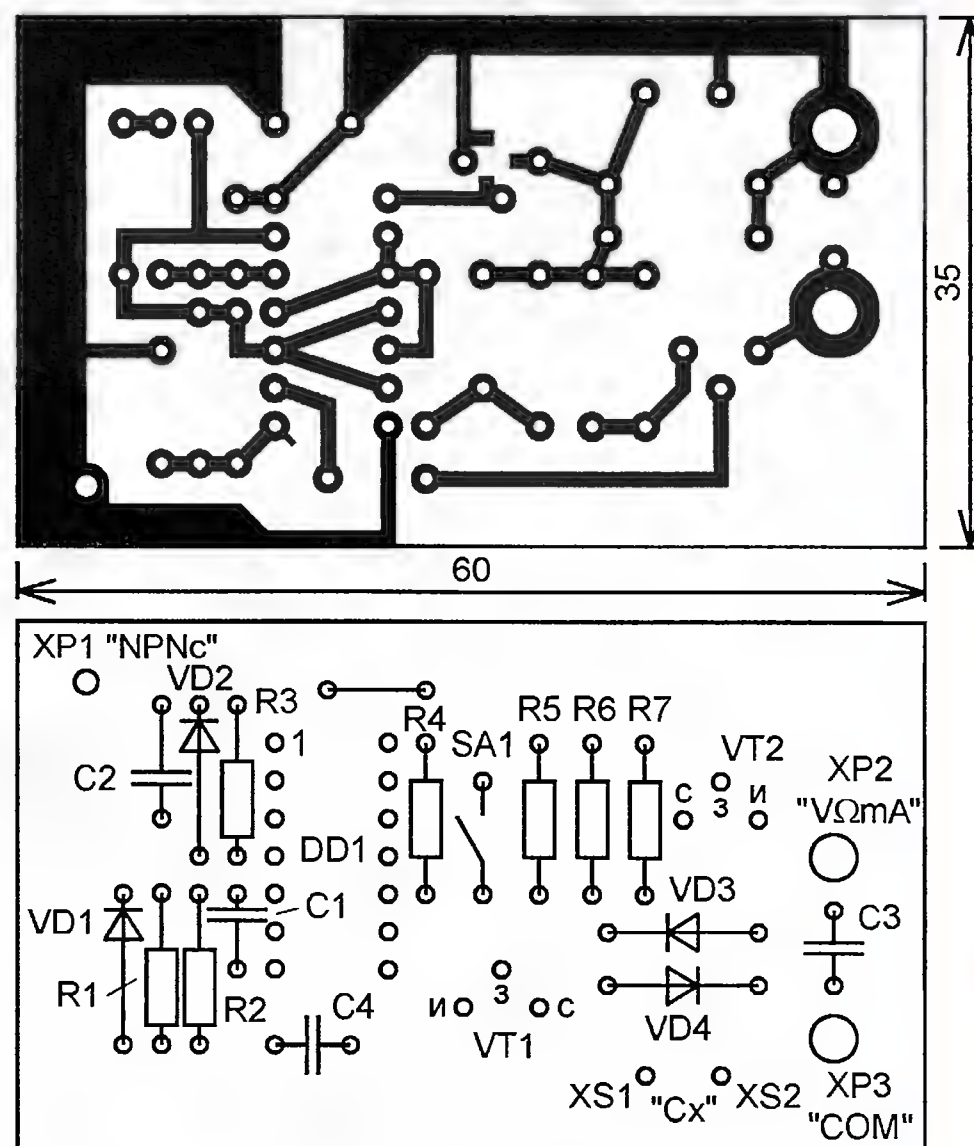 35
60
XP1 "NPNc"
VD2
R3
R4
R5 R6 R7
1
SA1
VT2
C2
с з и
XP2
"VΩmA"
DD1
VD1
C1
VD3
C3
R1
R2
C4
и з с
VT1
VD4
XS1 "Cx" XS2
XP3
"COM"